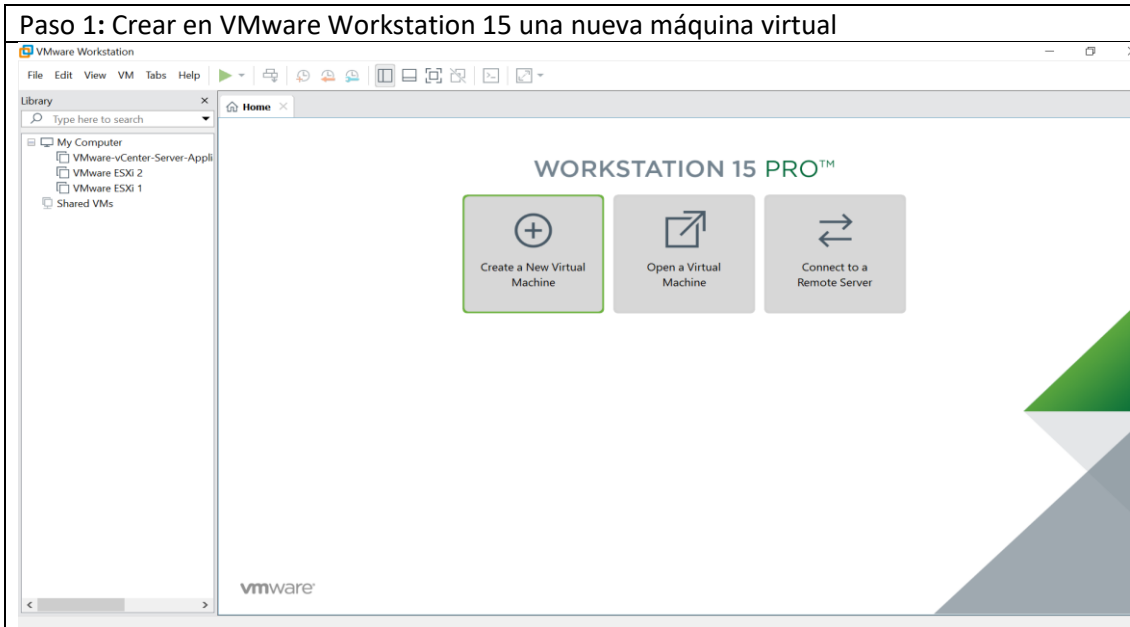 Paso 1: Crear en VMware Workstation 15 una nueva máquina virtual
VMware Workstation
File Edit View VM Tabs Help
Library
Home
Type here to search
My Computer
VMware-vCenter-Server-Appli
VMware ESXi 2
VMware ESXi 1
Shared VMs
WORKSTATION 15 PRO™
Create a New Virtual
Machine
Open a Virtual
Machine
Connect to a
Remote Server
vmware